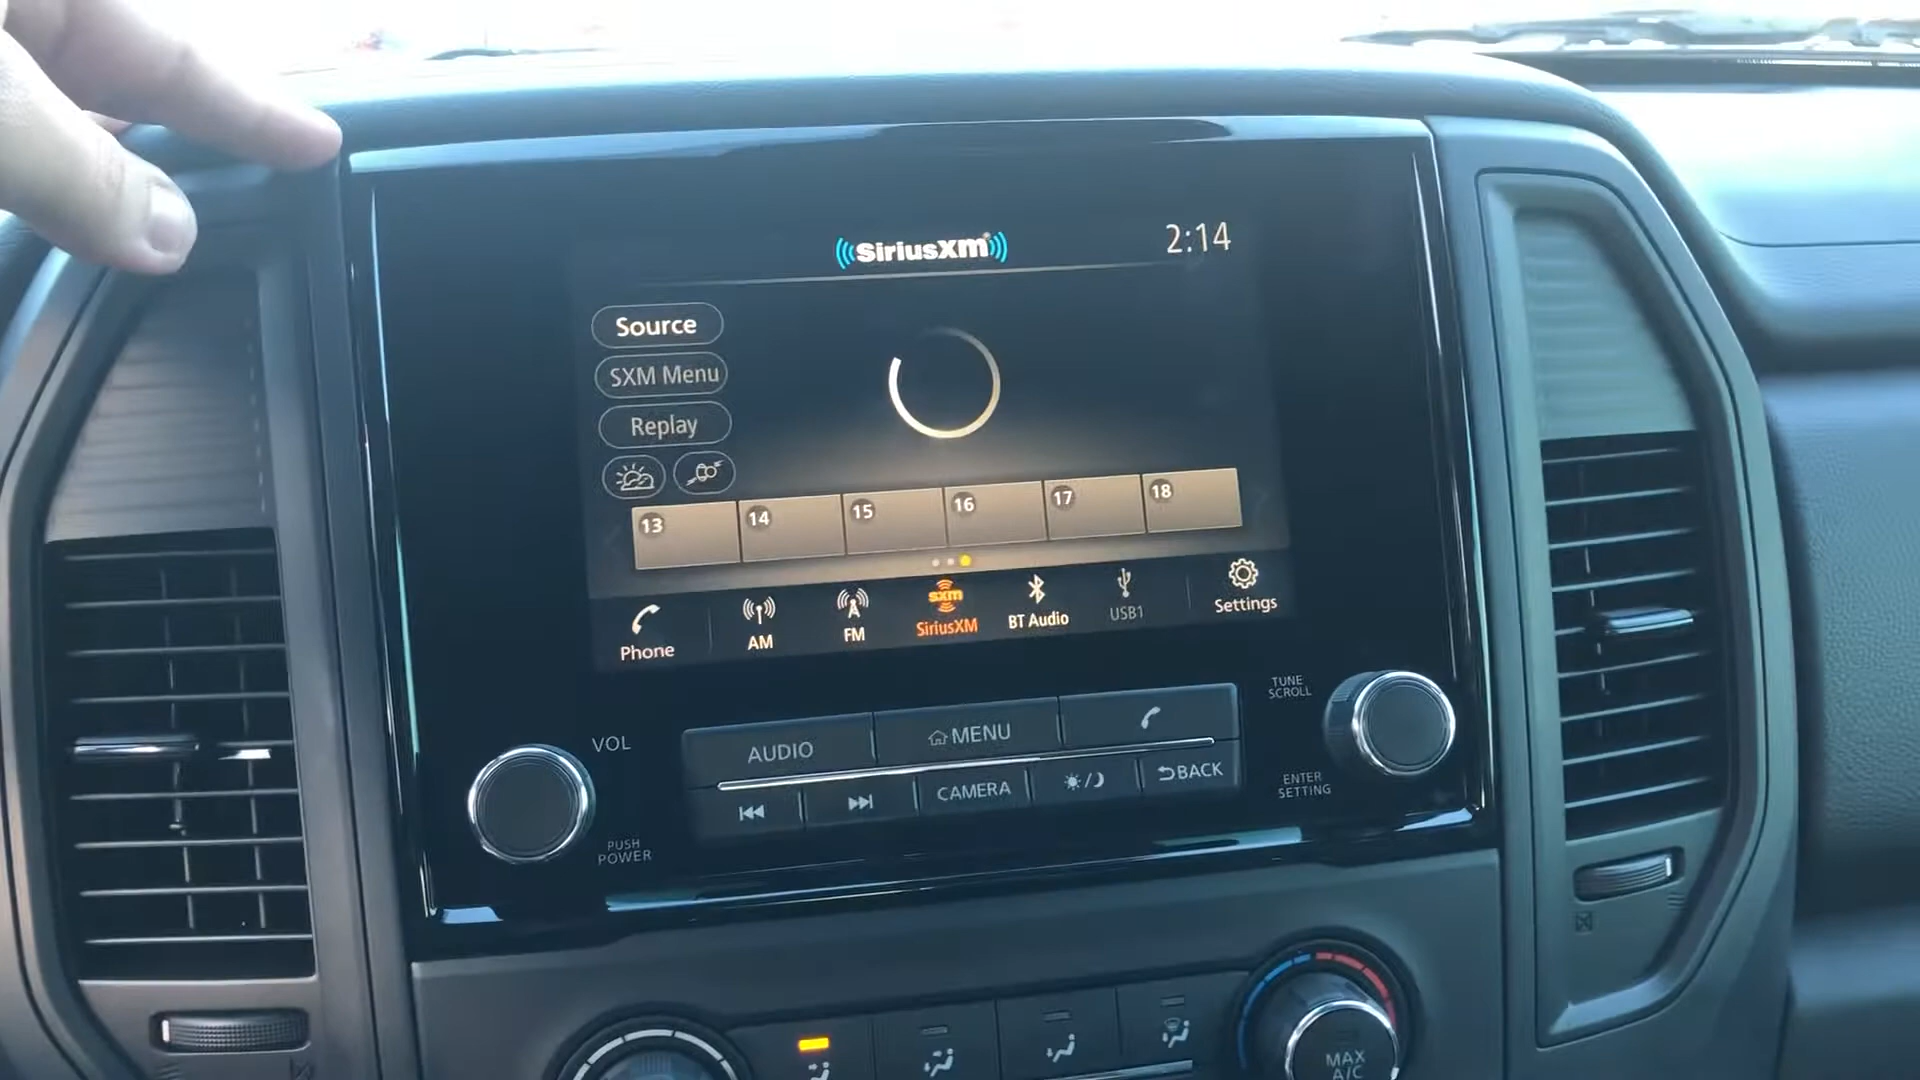 SiriusXM
2:14
Source
SXM Menu
Replay
13
14
15
16
17
18
Phone
AM
FM
sxm
SiriusXM
BT Audio
USB1
Settings
VOL
PUSH
POWER
AUDIO
MENU
CAMERA
BACK
TUNE
SCROLL
ENTER
SETTING
MAX
A/C